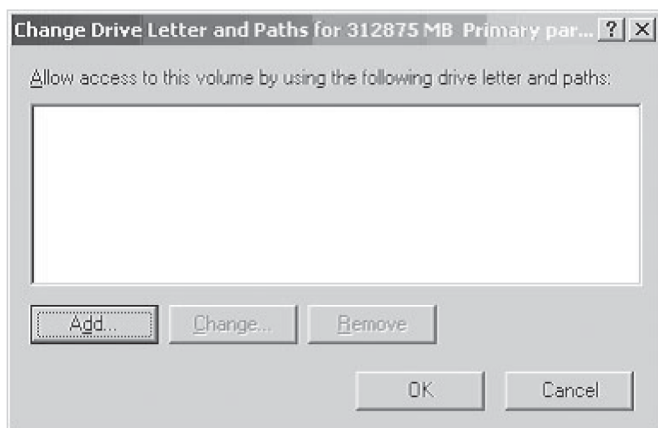 Change Drive Letter and Paths for 312875 MB Primary par... ? X
Allow access to this volume by using the following drive letter and paths:
Add... Change... Remove
OK Cancel